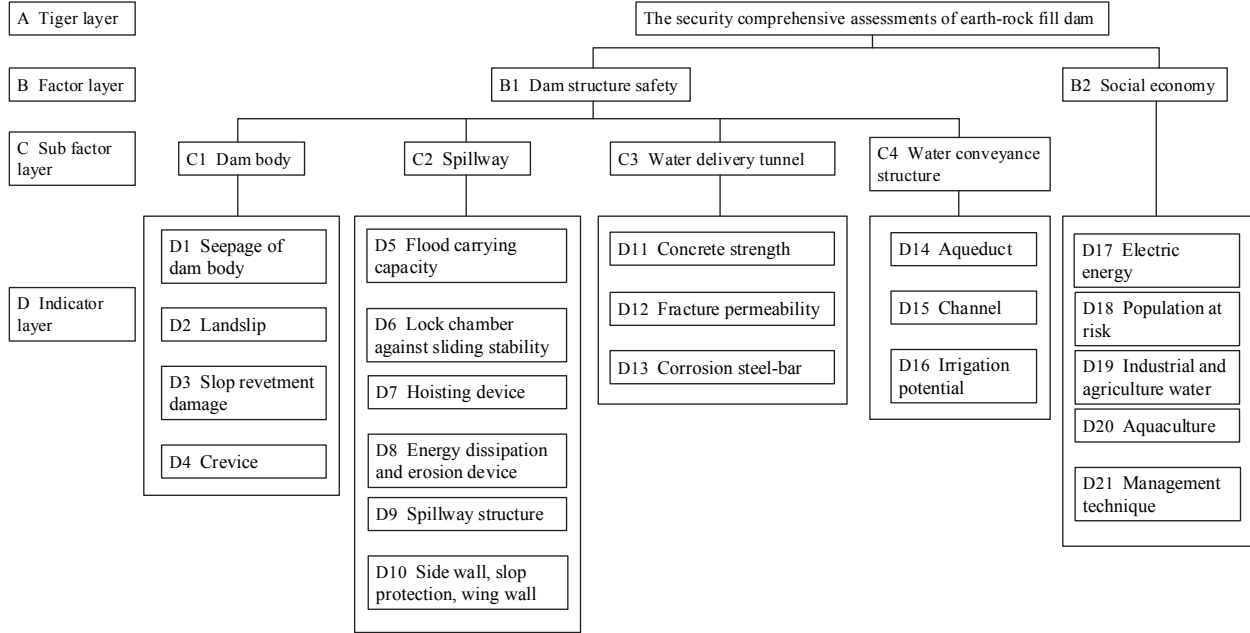 A Tiger layer
The security comprehensive assessments of earth-rock fill dam
B Factor layer
B1 Dam structure safety
B2 Social economy
C Sub factor
layer
C1 Dam body
C2 Spillway
C3 Water delivery tunnel
C4 Water conveyance
structure
D Indicator
layer
D1 Seepage of
dam body
D2 Landslip
D3 Slop revetment
damage
D4 Crevice
D5 Flood carrying
capacity
D6 Lock chamber
against sliding stability
D7 Hoisting device
D8 Energy dissipation
and erosion device
D9 Spillway structure
D10 Side wall, slop
protection, wing wall
D11 Concrete strength
D12 Fracture permeability
D13 Corrosion steel-bar
D14 Aqueduct
D15 Channel
D16 Irrigation
potential
D17 Electric
energy
D18 Population at
risk
D19 Industrial and
agriculture water
D20 Aquaculture
D21 Management
technique